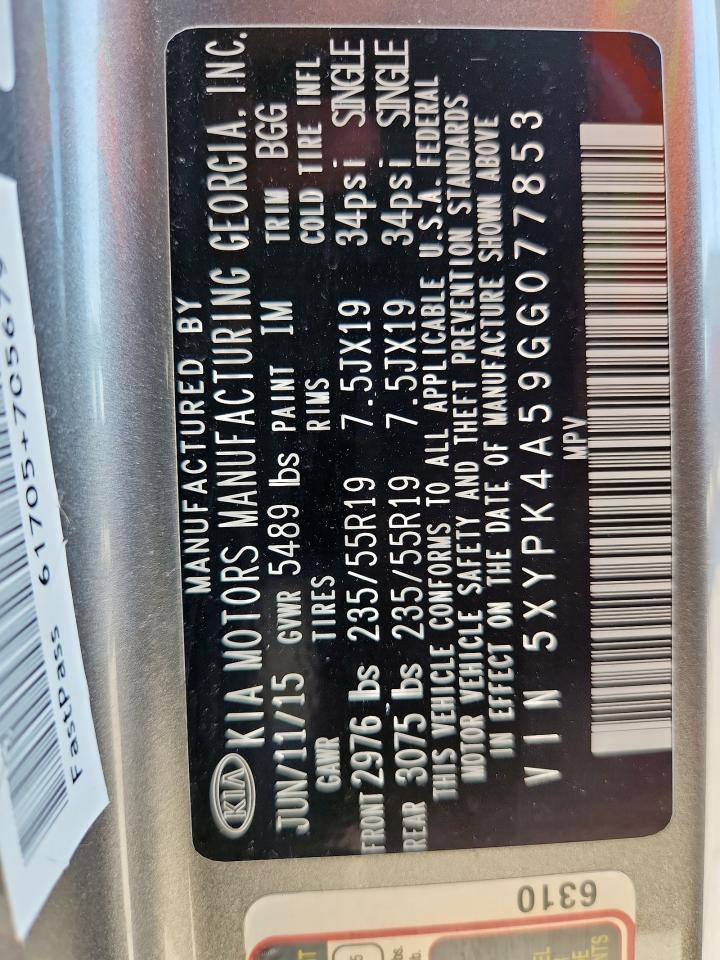 MANUFACTURED BY
KIA KIA MOTORS MANUFACTURING GEORGIA, INC.
JUN/11/15 GVWR 5489 lbs PAINT IM TRIM BGG
GAWR TIRES RIMS COLD TIRE INFL
FRONT 2976 lbs 235/55R19 7.5JX19 34psi SINGLE
REAR 3075 lbs 235/55R19 7.5JX19 34psi SINGLE
THIS VEHICLE CONFORMS TO ALL APPLICABLE U.S.A. FEDERAL
MOTOR VEHICLE SAFETY AND THEFT PREVENTION STANDARDS
IN EFFECT ON THE DATE OF MANUFACTURE SHOWN ABOVE
VIN 5XYPK4A59GG077853
MPV
Fastpass 61705+7C5679
6310